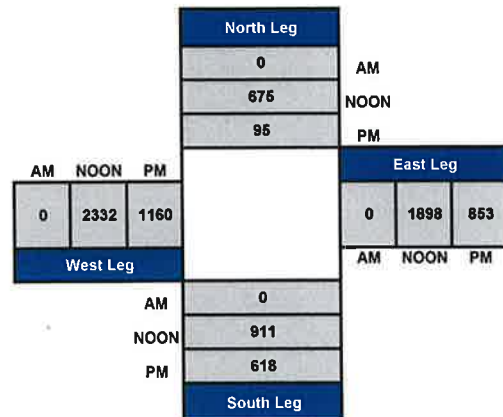 North Leg
0 AM
675 NOON
95 PM
AM NOON PM
East Leg
0 2332 1160
0 1898 853
West Leg
AM NOON PM
AM 0
NOON 911
PM 618
South Leg